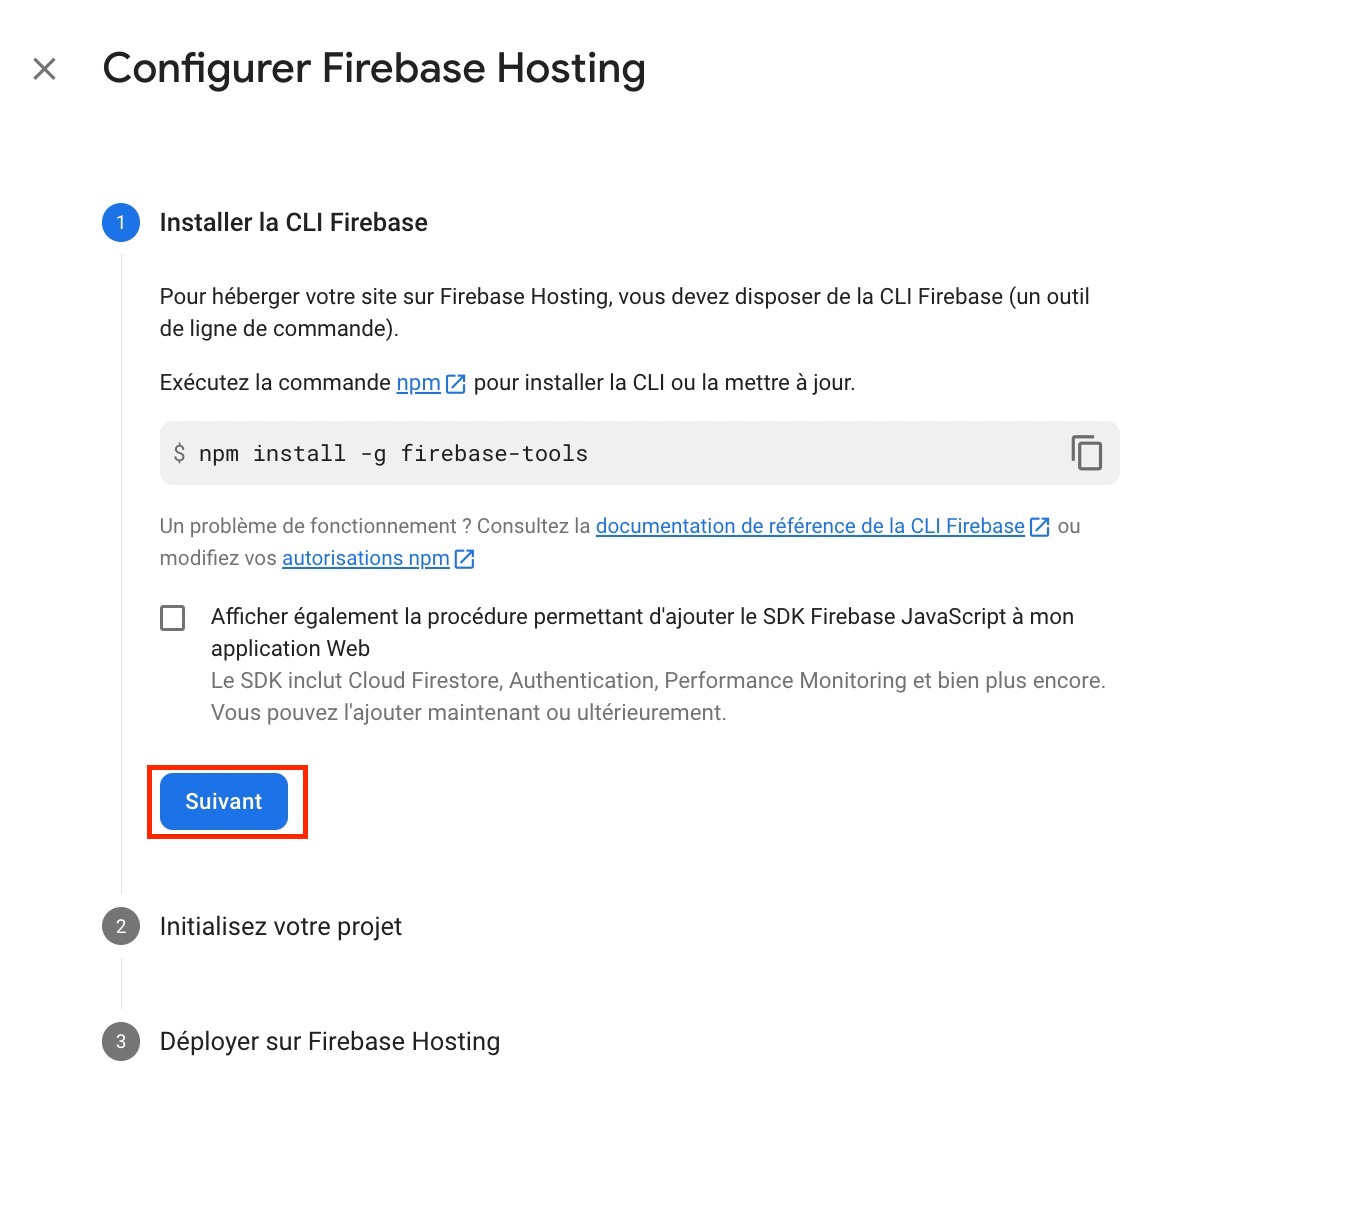 Configurer Firebase Hosting
1 Installer la CLI Firebase
Pour héberger votre site sur Firebase Hosting, vous devez disposer de la CLI Firebase (un outil
de ligne de commande).
Exécutez la commande npm pour installer la CLI ou la mettre à jour.
$ npm install -g firebase-tools
Un problème de fonctionnement ? Consultez la documentation de référence de la CLI Firebase ou
modifiez vos autorisations npm
Afficher également la procédure permettant d'ajouter le SDK Firebase JavaScript à mon
application Web
Le SDK inclut Cloud Firestore, Authentication, Performance Monitoring et bien plus encore.
Vous pouvez l'ajouter maintenant ou ultérieurement.
Suivant
2 Initialisez votre projet
3 Déployer sur Firebase Hosting